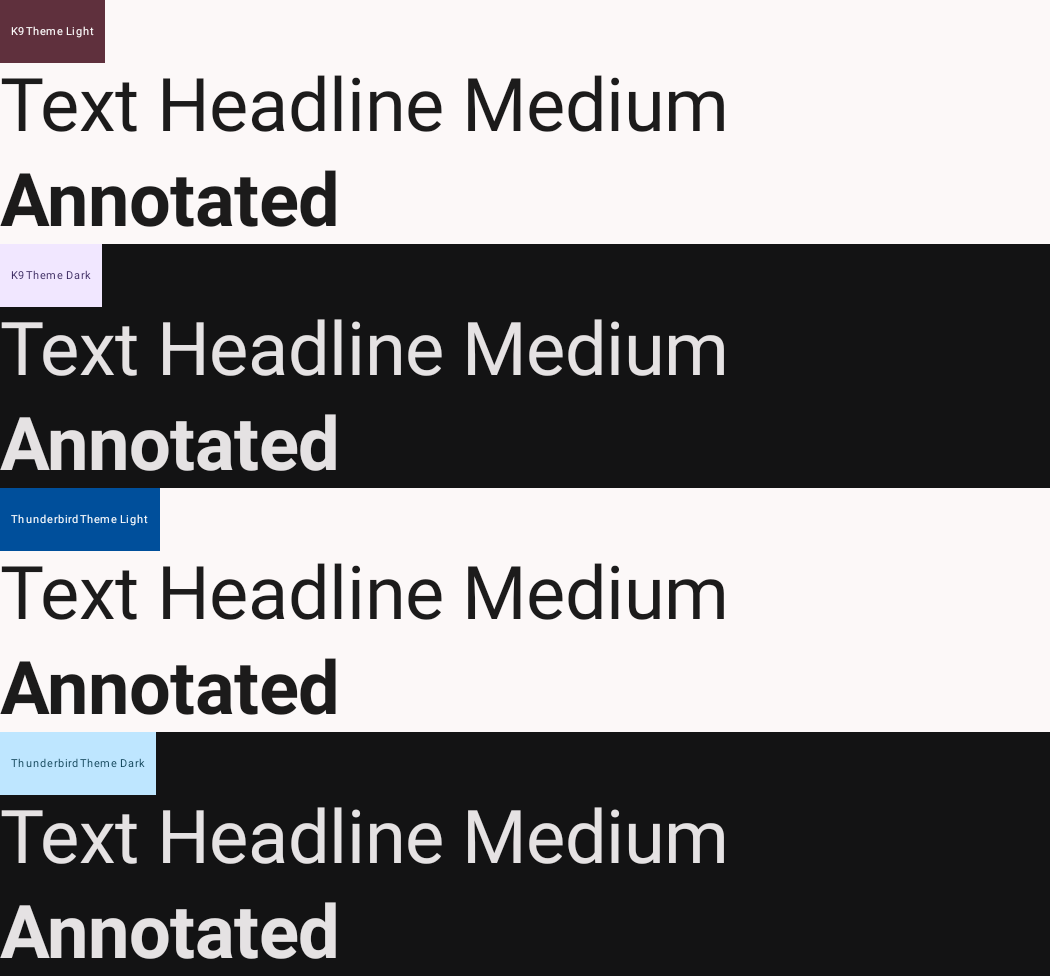 K9Theme Light
Text Headline Medium
Annotated
K9Theme Dark
Text Headline Medium
Annotated
ThunderbirdTheme Light
Text Headline Medium
Annotated
ThunderbirdTheme Dark
Text Headline Medium
Annotated